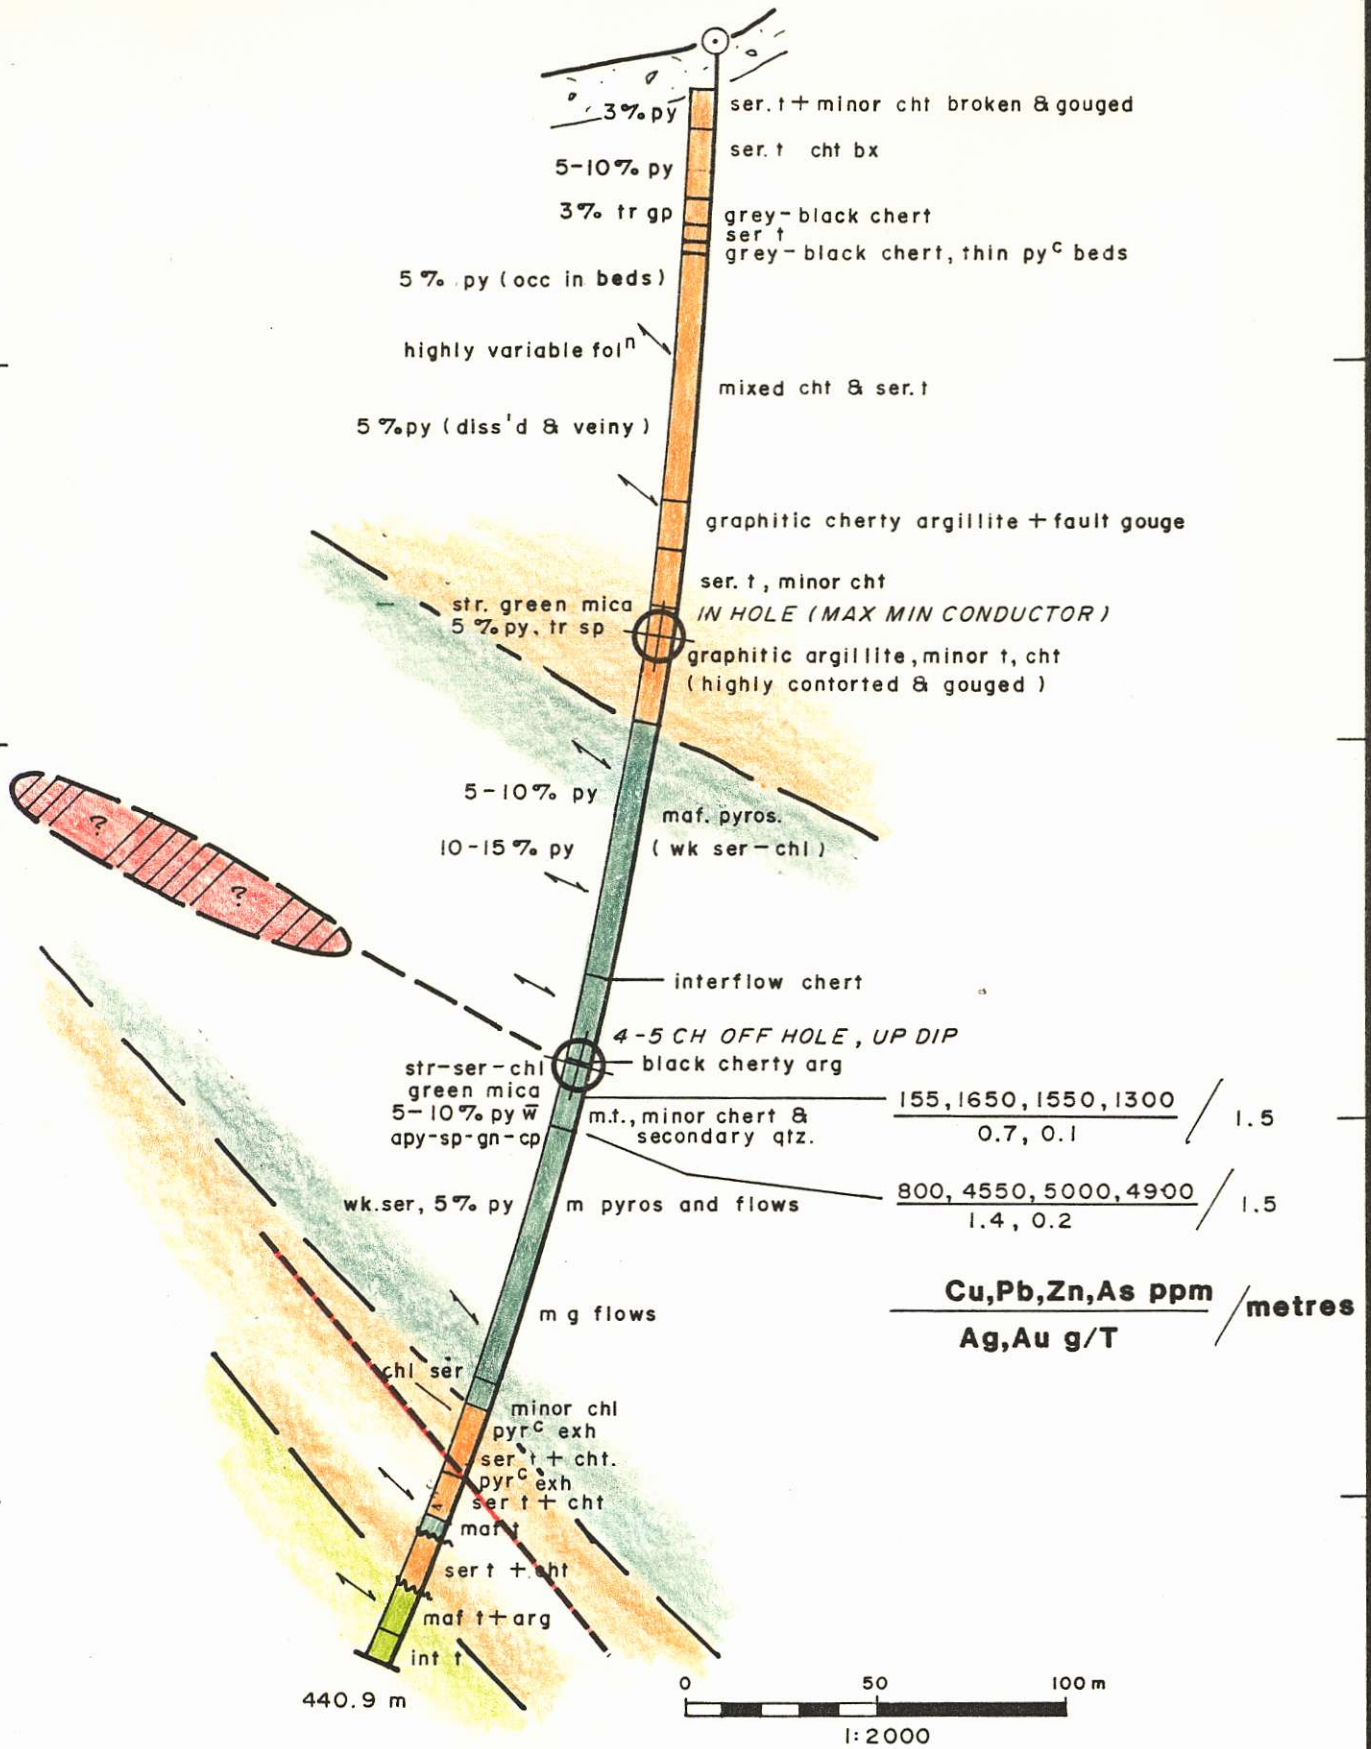 3% py
ser. t + minor cht broken & gouged
ser. t cht bx
5-10% py
3% tr gp
grey-black chert
ser t
grey-black chert, thin pyᶜ beds
5% py (occ in beds)
highly variable folⁿ
mixed cht & ser. t
5% py (diss'd & veiny)
graphitic cherty argillite + fault gouge
ser. t, minor cht
str. green mica
5% py, tr sp
IN HOLE (MAX MIN CONDUCTOR)
graphitic argillite, minor t, cht
(highly contorted & gouged)
5-10% py
maf. pyros.
10-15% py
(wk ser-chl)
?
?
interflow chert
4-5 CH OFF HOLE, UP DIP
black cherty arg
str-ser-chl
green mica
5-10% py w̅
apy-sp-gn-cp
m.t., minor chert &
secondary qtz.
155, 1650, 1550, 1300 / 1.5
0.7, 0.1
800, 4550, 5000, 4900 / 1.5
1.4, 0.2
wk. ser, 5% py
m pyros and flows
Cu,Pb,Zn,As ppm /metres
Ag,Au g/T
m g flows
chl ser
minor chl
pyrᶜ exh
ser t + cht.
pyrᶜ exh
ser t + cht
maf t
ser t + cht
maf t + arg
int t
440.9 m
0 50 100 m
1:2000